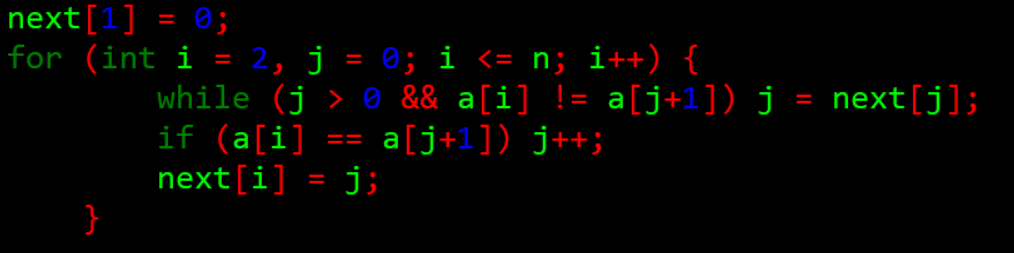 next[1] = 0;
for (int i = 2, j = 0; i <= n; i++) {
        while (j > 0 && a[i] != a[j+1]) j = next[j];
        if (a[i] == a[j+1]) j++;
        next[i] = j;
    }